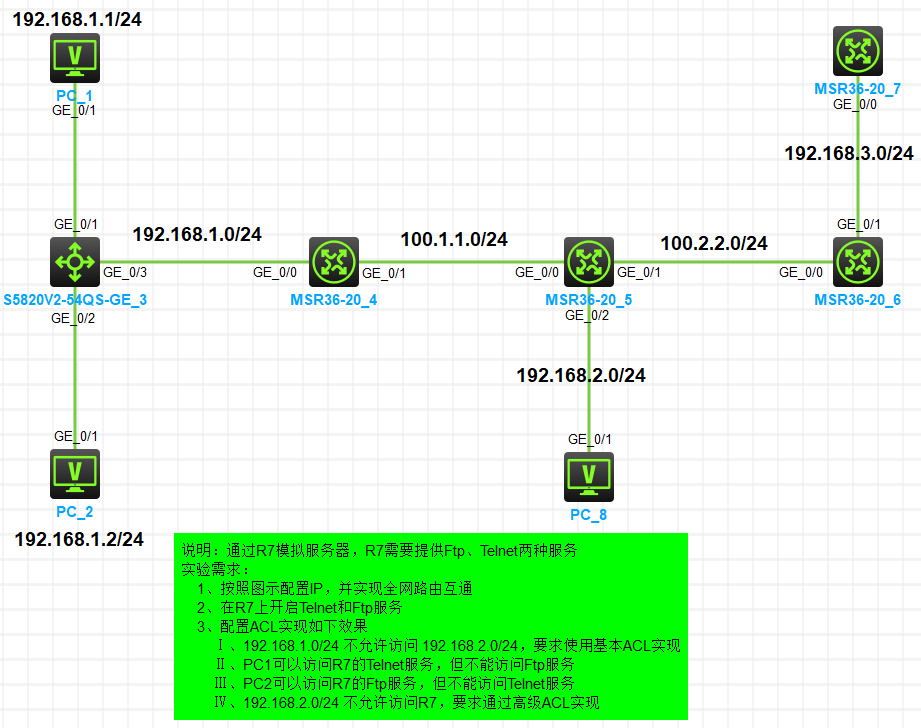 192.168.1.1/24
PC_1
GE_0/1
MSR36-20_7
GE_0/0
192.168.3.0/24
GE_0/1
192.168.1.0/24
100.1.1.0/24
100.2.2.0/24
GE_0/1
GE_0/3
GE_0/0
GE_0/1
GE_0/0
GE_0/1
GE_0/0
S5820V2-54QS-GE_3
MSR36-20_4
MSR36-20_5
MSR36-20_6
GE_0/2
GE_0/2
192.168.2.0/24
GE_0/1
GE_0/1
PC_2
PC_8
192.168.1.2/24
说明：通过R7模拟服务器，R7需要提供Ftp、Telnet两种服务
实验需求：
1、按照图示配置IP，并实现全网路由互通
2、在R7上开启Telnet和Ftp服务
3、配置ACL实现如下效果
Ⅰ、192.168.1.0/24 不允许访问 192.168.2.0/24，要求使用基本ACL实现
Ⅱ、PC1可以访问R7的Telnet服务，但不能访问Ftp服务
Ⅲ、PC2可以访问R7的Ftp服务，但不能访问Telnet服务
Ⅳ、192.168.2.0/24 不允许访问R7，要求通过高级ACL实现